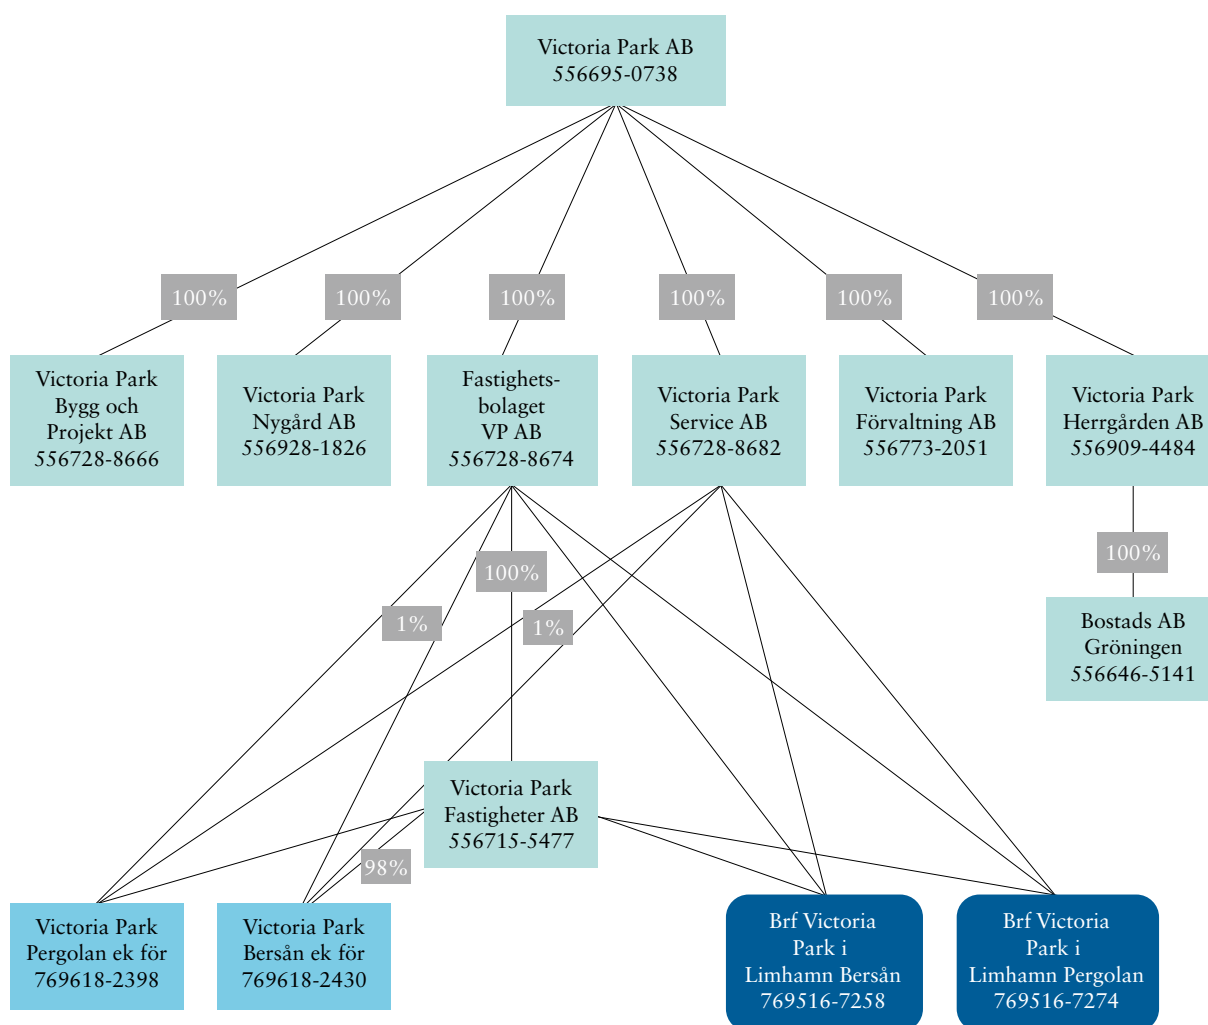 Victoria Park AB
556695-0738
100%
100%
100%
100%
100%
100%
Victoria Park
Bygg och
Projekt AB
556728-8666
Victoria Park
Nygård AB
556928-1826
Fastighets-
bolaget
VP AB
556728-8674
Victoria Park
Service AB
556728-8682
Victoria Park
Förvaltning AB
556773-2051
Victoria Park
Herrgården AB
556909-4484
100%
100%
1%
1%
Bostads AB
Gröningen
556646-5141
Victoria Park
Fastigheter AB
556715-5477
98%
Victoria Park
Pergolan ek för
769618-2398
Victoria Park
Bersån ek för
769618-2430
Brf Victoria
Park i
Limhamn Bersån
769516-7258
Brf Victoria
Park i
Limhamn Pergolan
769516-7274